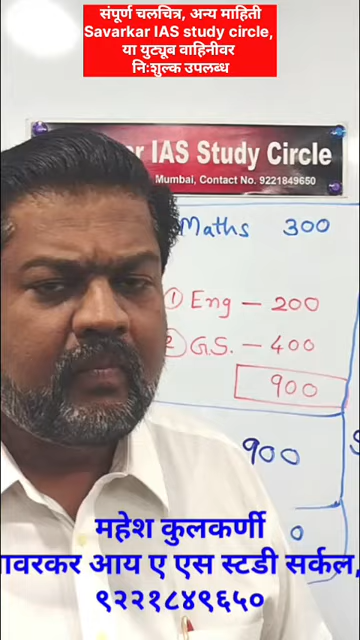 संपूर्ण चलचित्र, अन्य माहिती
Savarkar IAS study circle,
या युट्यूब वाहिनीवर
निःशुल्क उपलब्ध
IAS Study Circle
Mumbai, Contact No. 9221849650
Maths 300
① Eng - 200
② G.S. - 400
900
900
0
महेश कुलकर्णी
ावरकर आय ए एस स्टडी सर्कल,
९२२१८४९६५०